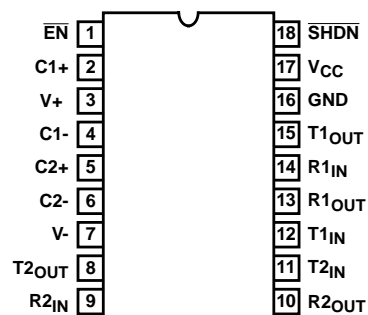 EN 1 18 SHDN
C1+ 2 17 VCC
V+ 3 16 GND
C1- 4 15 T1OUT
C2+ 5 14 R1IN
C2- 6 13 R1OUT
V- 7 12 T1IN
T2OUT 8 11 T2IN
R2IN 9 10 R2OUT